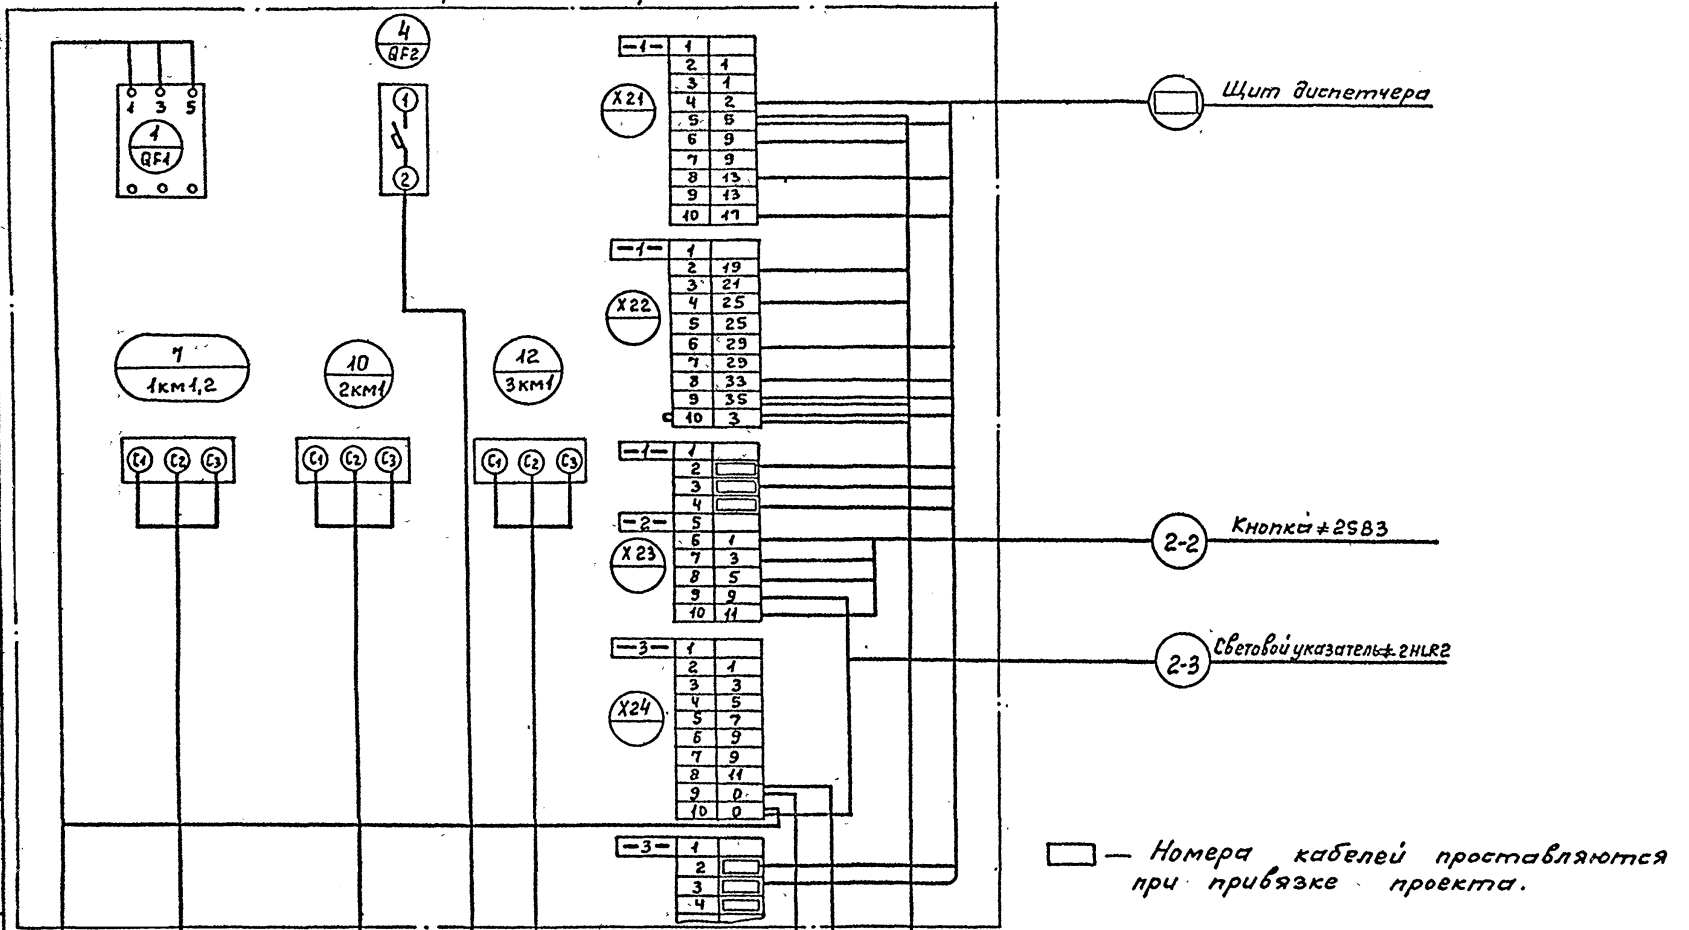 4
QF2
1 3 5
1
QF1
1
2
7
1км1,2
10
2км1
12
3км1
С1 С2 С3
С1 С2 С3
С1 С2 С3
X21
-1- 1
2 1
3 1
4 2
5 5
6 9
7 9
8 13
9 13
10 17
X22
-1- 1
2 19
3 21
4 25
5 25
6 29
7 29
8 33
9 35
10 3
X23
-1- 1
2
3
4
-2- 5
6 1
7 3
8 5
9 9
10 11
X24
-3- 1
2 1
3 3
4 5
5 7
6 9
7 9
8 11
9 0
10 0
-3- 1
2
3
4
Щит диспетчера
2-2
Кнопка ≠2SB3
2-3
Световой указатель ≠2HLR2
— Номера кабелей проставляются
при привязке проекта.